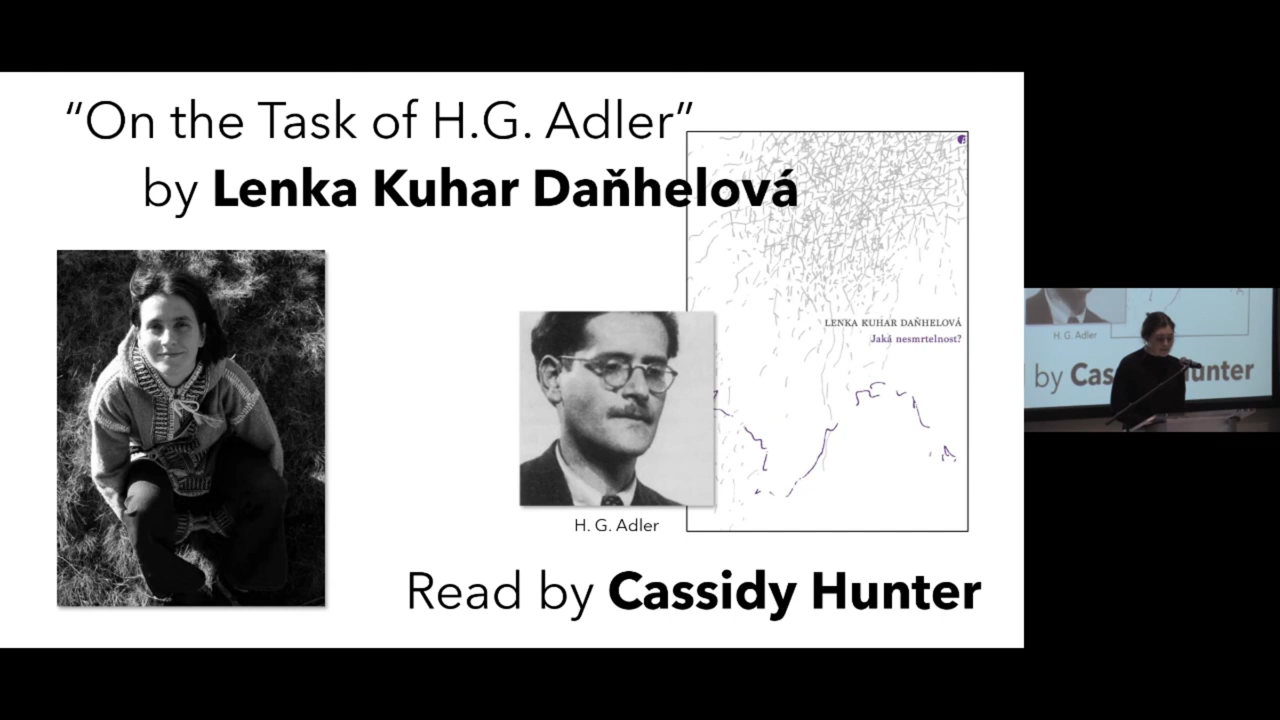 “On the Task of H.G. Adler”
by Lenka Kuhar Daňhelová
LENKA KUHAR DAŇHELOVÁ
Jaká nesmrtelnost?
H. G. Adler
Read by Cassidy Hunter
H. G. Adler
by Cas unter